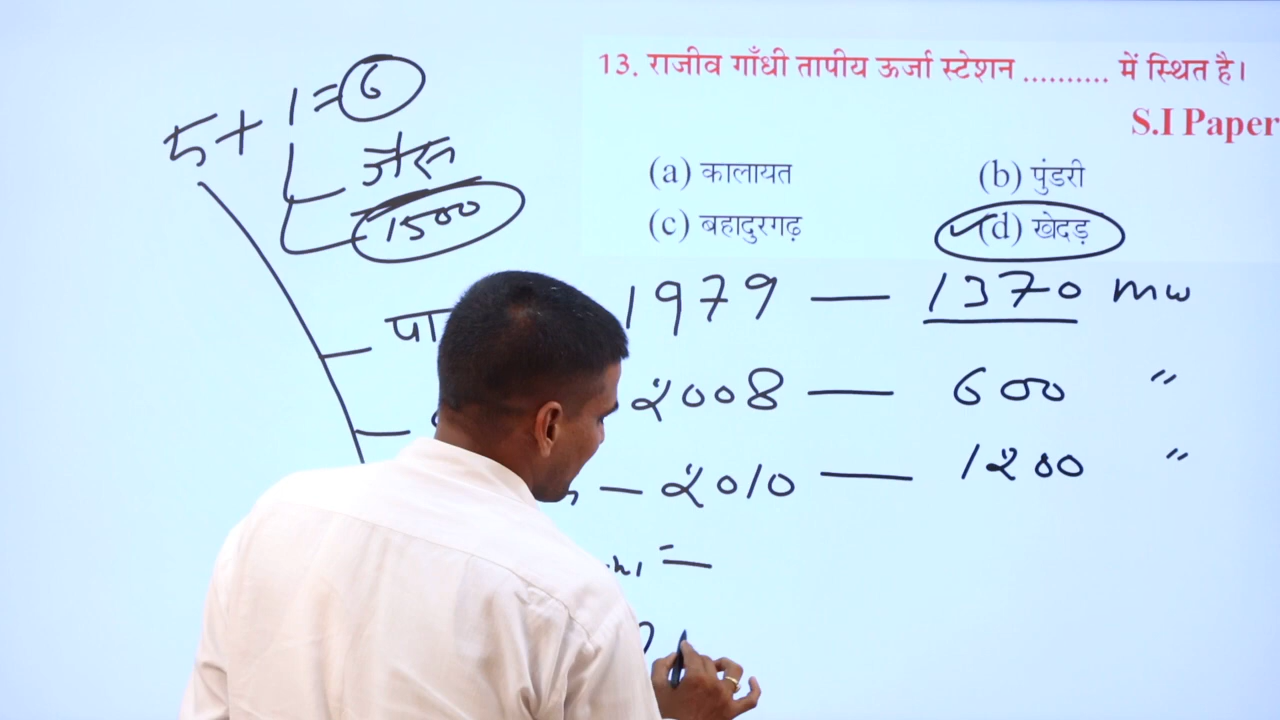 13. राजीव गाँधी तापीय ऊर्जा स्टेशन .......... में स्थित है।
S.I Paper
(a) कालायत
(b) पुंडरी
(c) बहादुरगढ़
(d) खेदड़
5 + 1 = 6
1500
1979 — 1370 mw
2008 — 600 "
— 2010 — 1200 "